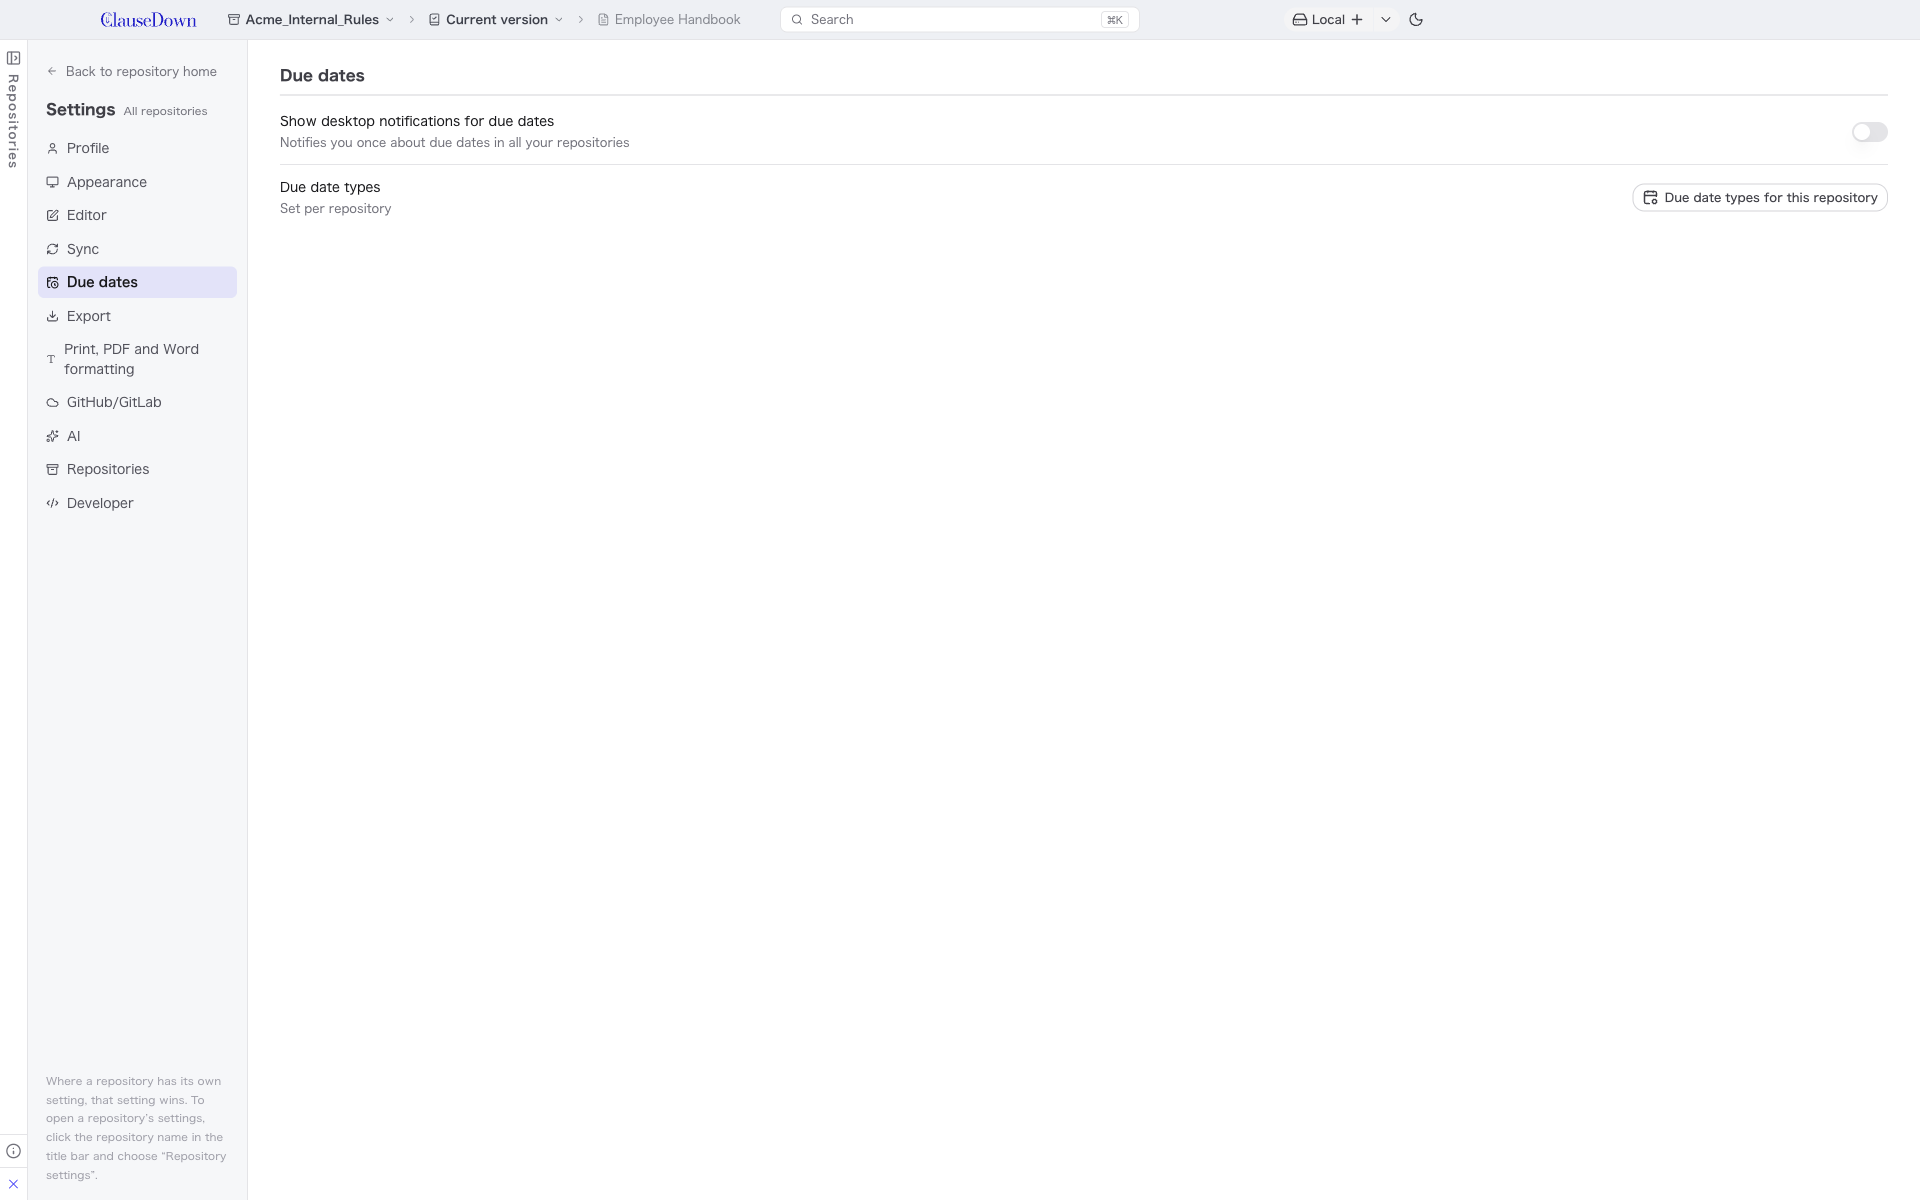 ClauseDown
Acme_Internal_Rules
Current version
Employee Handbook
Search
⌘K
Local
Repositories
Back to repository home
Settings All repositories
Profile
Appearance
Editor
Sync
Due dates
Export
Print, PDF and Word
formatting
GitHub/GitLab
AI
Repositories
Developer
Where a repository has its own
setting, that setting wins. To
open a repository's settings,
click the repository name in the
title bar and choose “Repository
settings”.
Due dates
Show desktop notifications for due dates
Notifies you once about due dates in all your repositories
Due date types
Set per repository
Due date types for this repository